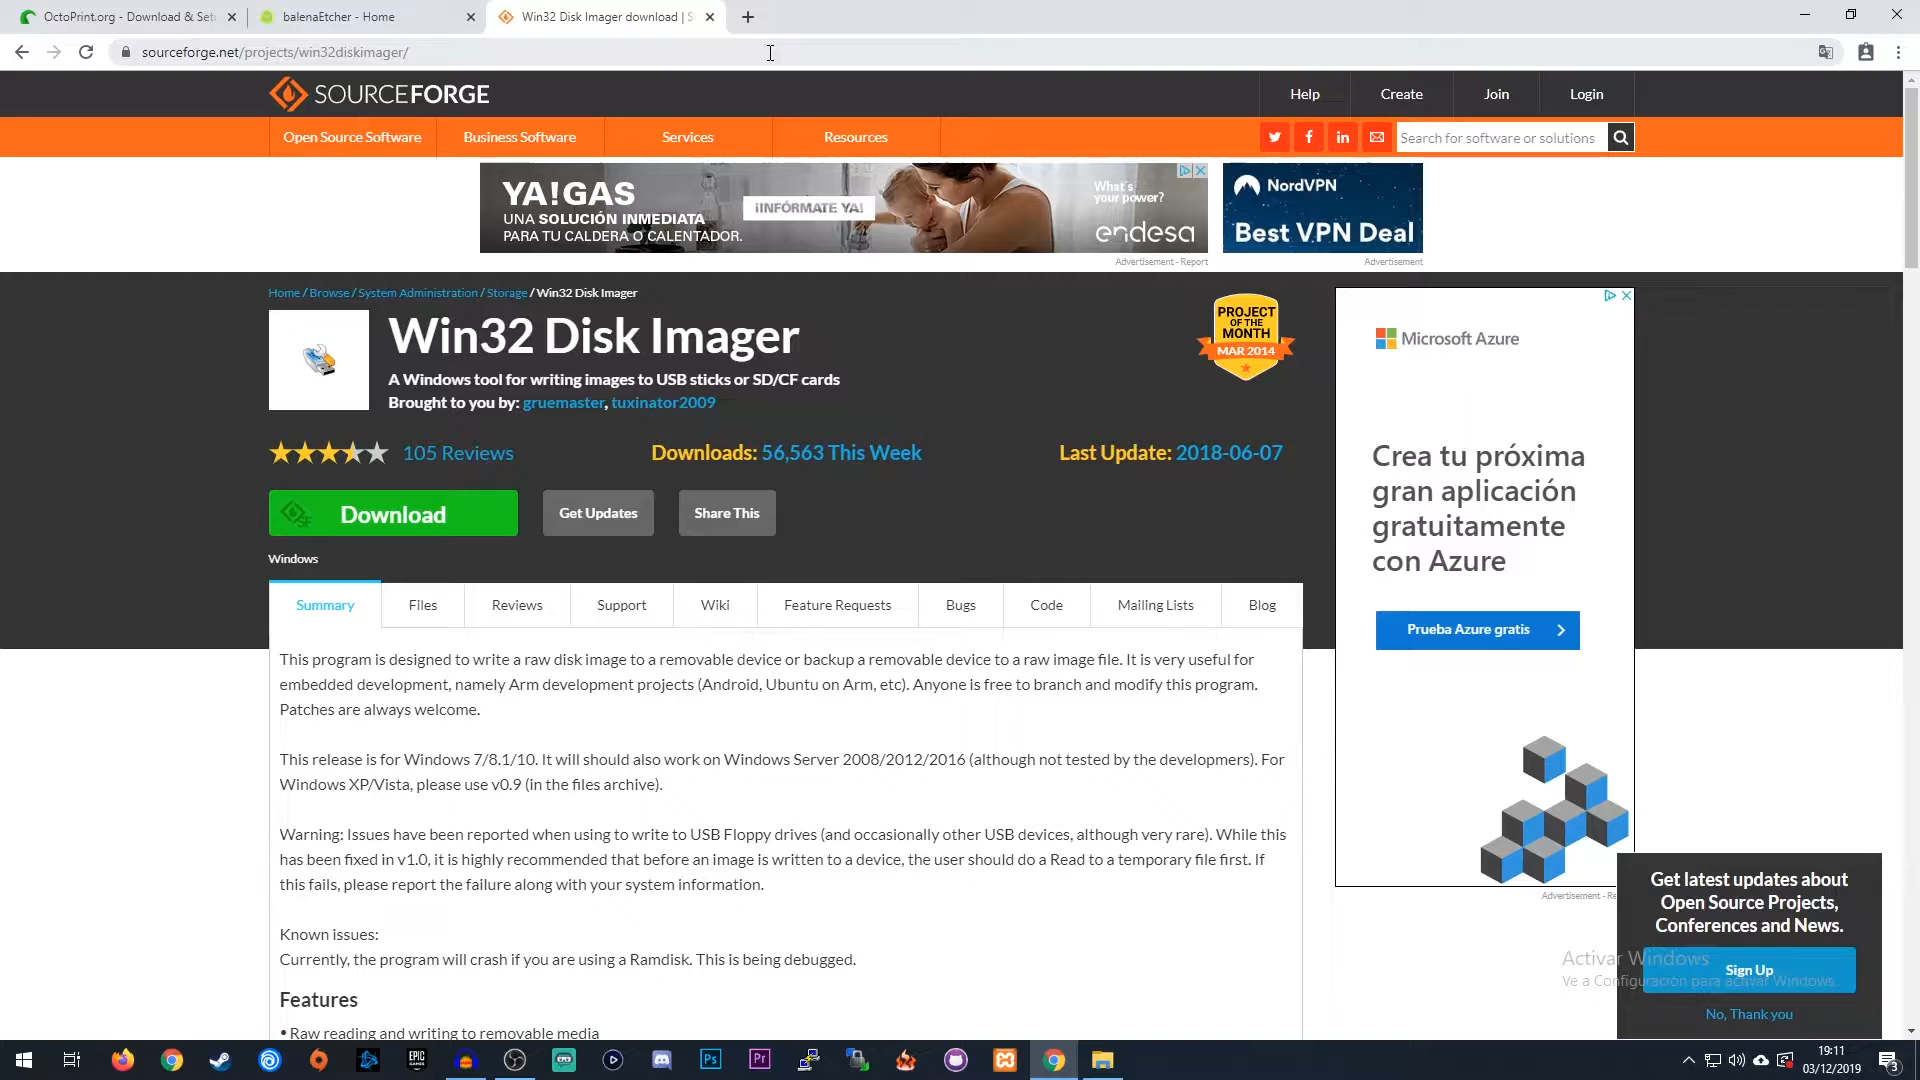 OctoPrint.org - Download & Set
balenaEtcher - Home
Win32 Disk Imager download | S
sourceforge.net/projects/win32diskimager/
SOURCEFORGE
Help
Create
Join
Login
Open Source Software
Business Software
Services
Resources
Search for software or solutions
YA!GAS
UNA SOLUCIÓN INMEDIATA
PARA TU CALDERA O CALENTADOR.
¡INFÓRMATE YA!
What's
your power?
endesa
NordVPN
Best VPN Deal
Advertisement - Report
Advertisement
Home / Browse / System Administration / Storage / Win32 Disk Imager
Win32 Disk Imager
A Windows tool for writing images to USB sticks or SD/CF cards
Brought to you by: gruemaster, tuxinator2009
PROJECT
OF THE
MONTH
MAR 2014
105 Reviews
Downloads: 56,563 This Week
Last Update: 2018-06-07
Download
SF
Get Updates
Share This
Windows
Summary
Files
Reviews
Support
Wiki
Feature Requests
Bugs
Code
Mailing Lists
Blog
This program is designed to write a raw disk image to a removable device or backup a removable device to a raw image file. It is very useful for
embedded development, namely Arm development projects (Android, Ubuntu on Arm, etc). Anyone is free to branch and modify this program.
Patches are always welcome.
This release is for Windows 7/8.1/10. It will should also work on Windows Server 2008/2012/2016 (although not tested by the developmers). For
Windows XP/Vista, please use v0.9 (in the files archive).
Warning: Issues have been reported when using to write to USB Floppy drives (and occasionally other USB devices, although very rare). While this
has been fixed in v1.0, it is highly recommended that before an image is written to a device, the user should do a Read to a temporary file first. If
this fails, please report the failure along with your system information.
Known issues:
Currently, the program will crash if you are using a Ramdisk. This is being debugged.
Features
• Raw reading and writing to removable media
Microsoft Azure
Crea tu próxima
gran aplicación
gratuitamente
con Azure
Prueba Azure gratis
Advertisement - Re
Get latest updates about
Open Source Projects,
Conferences and News.
Sign Up
No, Thank you
Activar Windows
Ve a Configuración para activar Windows.
EPIC
GAMES
Ps
Pr
19:11
03/12/2019
3